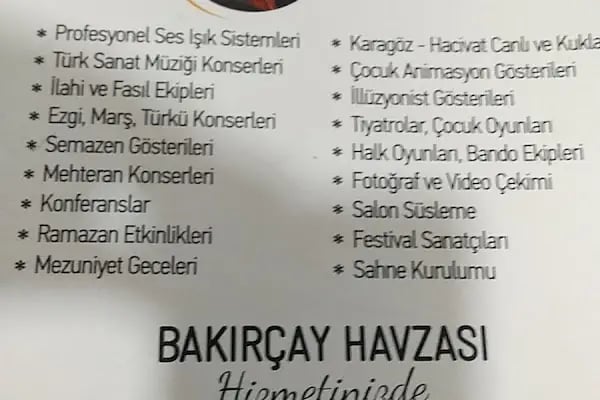 * Profesyonel Ses Işık Sistemleri
* Türk Sanat Müziği Konserleri
* İlahi ve Fasıl Ekipleri
* Ezgi, Marş, Türkü Konserleri
* Semazen Gösterileri
* Mehteran Konserleri
* Konferanslar
* Ramazan Etkinlikleri
* Mezuniyet Geceleri
* Karagöz - Hacivat Canlı ve Kukla
* Çocuk Animasyon Gösterileri
* İllüzyonist Gösterileri
* Tiyatrolar, Çocuk Oyunları
* Halk Oyunları, Bando Ekipleri
* Fotoğraf ve Video Çekimi
* Salon Süsleme
* Festival Sanatçıları
* Sahne Kurulumu
BAKIRÇAY HAVZASI
Hizmetinizde